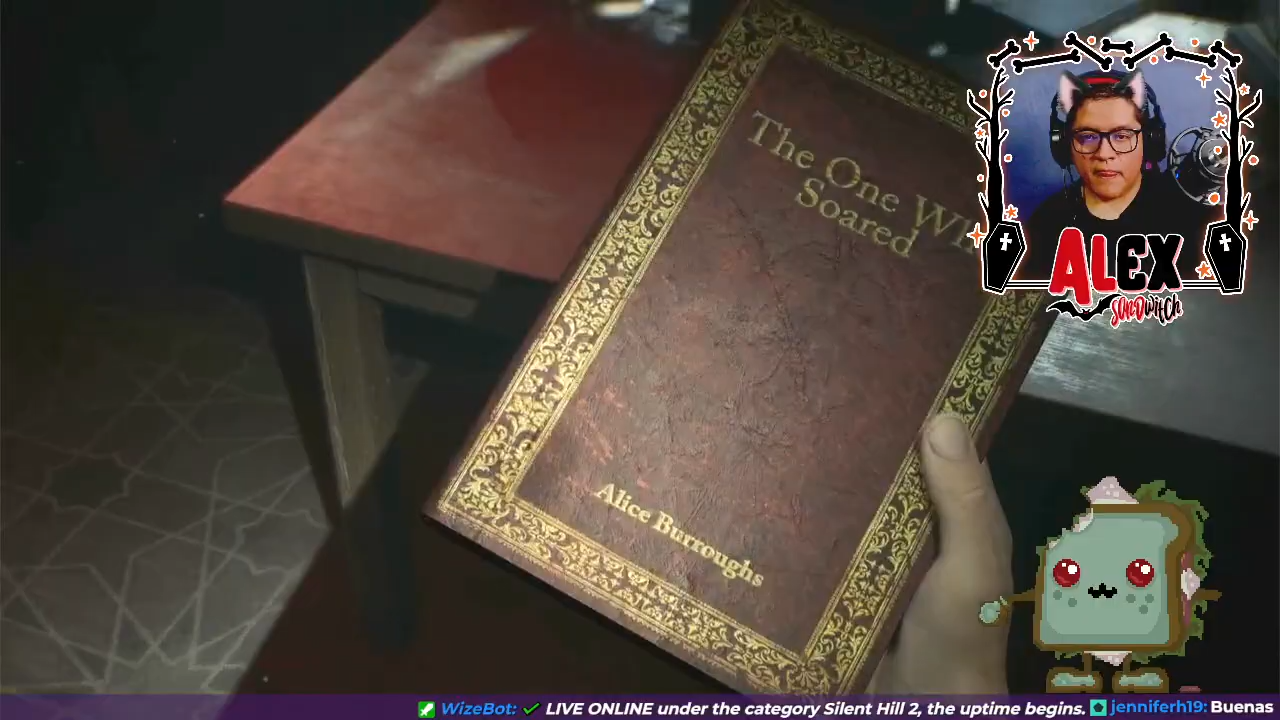 The One Wh
Soared
Alice Burroughs
ALEX
SANDWITCH
WizeBot: LIVE ONLINE under the category Silent Hill 2, the uptime begins. jenniferh19: Buenas